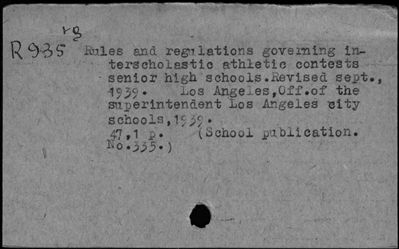 rg
R935 Rules and regulations governing in-
terscholastic athletic contests
senior high schools.Revised sept.,
1939. Los Angeles,Off.of the
superintendent Los Angeles city
schools,1939.
47,1 p. (School publication.
No.335.)